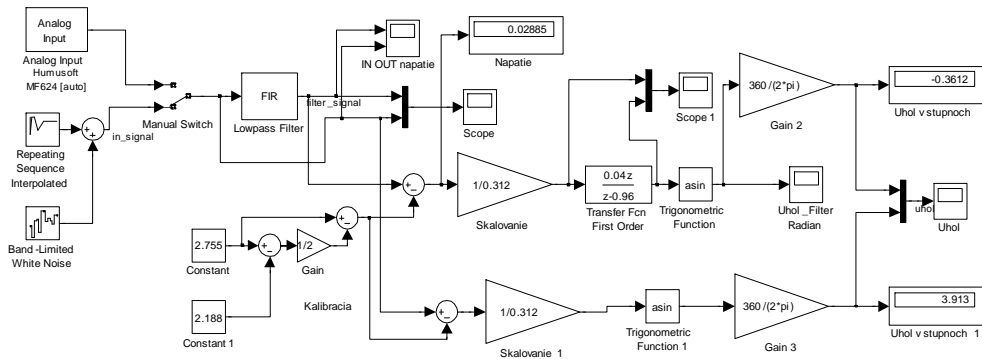 Analog
Input
Analog Input
Humusoft
MF624 [auto]
Repeating
Sequence
Interpolated
Band-Limited
White Noise
in_signal
Manual Switch
FIR
Lowpass Filter
filter_signal
IN OUT napatie
Scope
0.02885
Napatie
2.755
Constant
2.188
Constant 1
1/2
Gain
Kalibracia
1/0.312
Skalovanie
0.04z
z-0.96
Transfer Fcn
First Order
Scope 1
asin
Trigonometric
Function
360/(2*pi)
Gain 2
Uhol_Filter
Radian
-0.3612
Uhol v stupnoch
uhol
Uhol
1/0.312
Skalovanie 1
asin
Trigonometric
Function 1
360/(2*pi)
Gain 3
3.913
Uhol v stupnoch 1